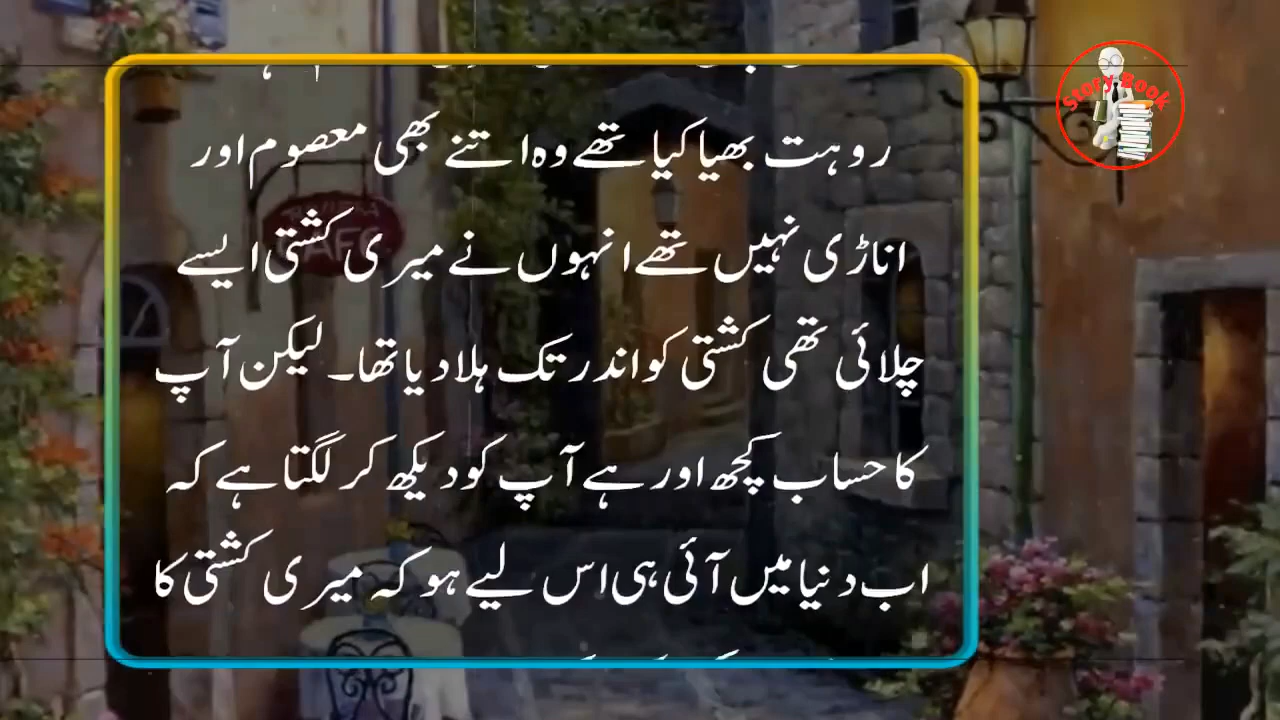 روہت بھیا کیا تھے وہ اتنے بھی معصوم اور
اناڑی نہیں تھے انہوں نے میری کشتی ایسے
چلائی تھی کشتی کو اندر تک ہلا دیا تھا۔ لیکن آپ
کا حساب کچھ اور ہے آپ کو دیکھ کر لگتا ہے کہ
اب دنیا میں آئی ہی اس لیے ہو کہ میری کشتی کا
Story Book